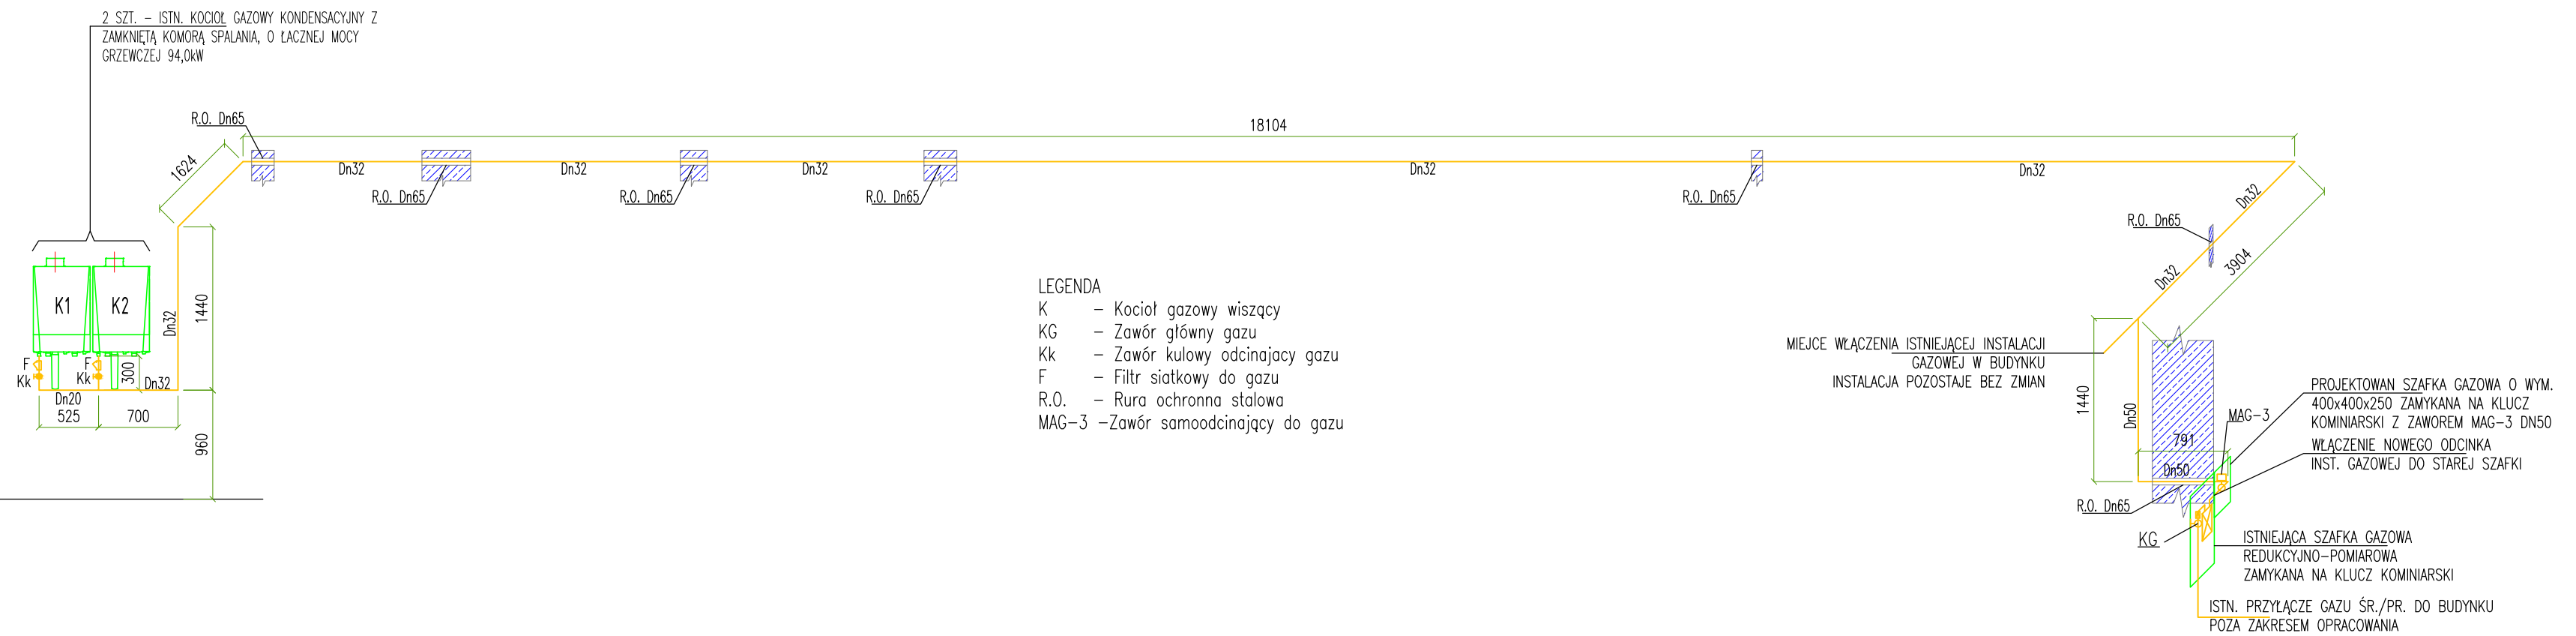 2 SZT. – ISTN. KOCIOŁ GAZOWY KONDENSACYJNY Z
ZAMKNIĘTĄ KOMORĄ SPALANIA, O ŁACZNEJ MOCY
GRZEWCZEJ 94,0kW
R.O. Dn65
18104
1624
Dn32
Dn32
Dn32
Dn32
Dn32
R.O. Dn65
R.O. Dn65
R.O. Dn65
R.O. Dn65
Dn32
R.O. Dn65
3904
Dn32
K1
K2
Dn32
1440
F
F
Kk
Kk
300
Dn32
Dn20
525
700
960
LEGENDA
K – Kocioł gazowy wiszący
KG – Zawór główny gazu
Kk – Zawór kulowy odcinajacy gazu
F – Filtr siatkowy do gazu
R.O. – Rura ochronna stalowa
MAG–3 –Zawór samoodcinający do gazu
MIEJCE WŁĄCZENIA ISTNIEJĄCEJ INSTALACJI
GAZOWEJ W BUDYNKU
INSTALACJA POZOSTAJE BEZ ZMIAN
1440
Dn50
791
Dn50
R.O. Dn65
MAG–3
PROJEKTOWAN SZAFKA GAZOWA O WYM.
400x400x250 ZAMYKANA NA KLUCZ
KOMINIARSKI Z ZAWOREM MAG–3 DN50
WŁĄCZENIE NOWEGO ODCINKA
INST. GAZOWEJ DO STAREJ SZAFKI
KG
ISTNIEJĄCA SZAFKA GAZOWA
REDUKCYJNO–POMIAROWA
ZAMYKANA NA KLUCZ KOMINIARSKI
ISTN. PRZYŁĄCZE GAZU ŚR./PR. DO BUDYNKU
POZA ZAKRESEM OPRACOWANIA